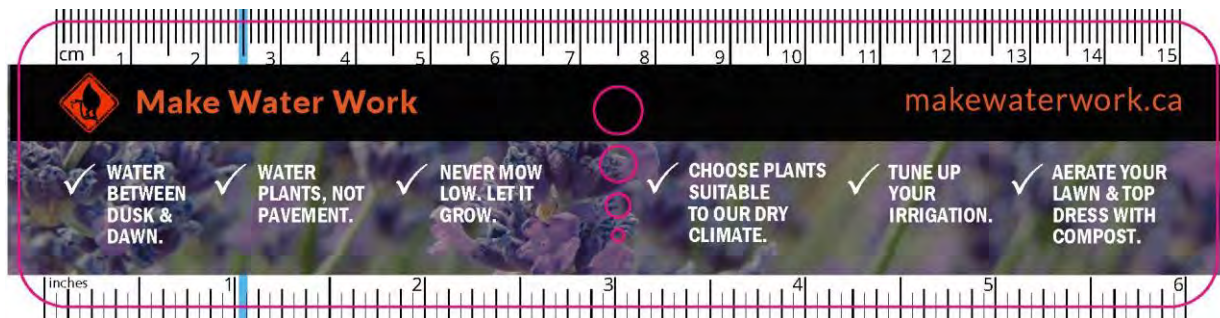 cm 1 2 3 4 5 6 7 8 9 10 11 12 13 14 15
Make Water Work
makewaterwork.ca
WATER
BETWEEN
DUSK &
DAWN.
WATER
PLANTS, NOT
PAVEMENT.
NEVER MOW
LOW. LET IT
GROW.
CHOOSE PLANTS
SUITABLE
TO OUR DRY
CLIMATE.
TUNE UP
YOUR
IRRIGATION.
AERATE YOUR
LAWN & TOP
DRESS WITH
COMPOST.
inches 1 2 3 4 5 6